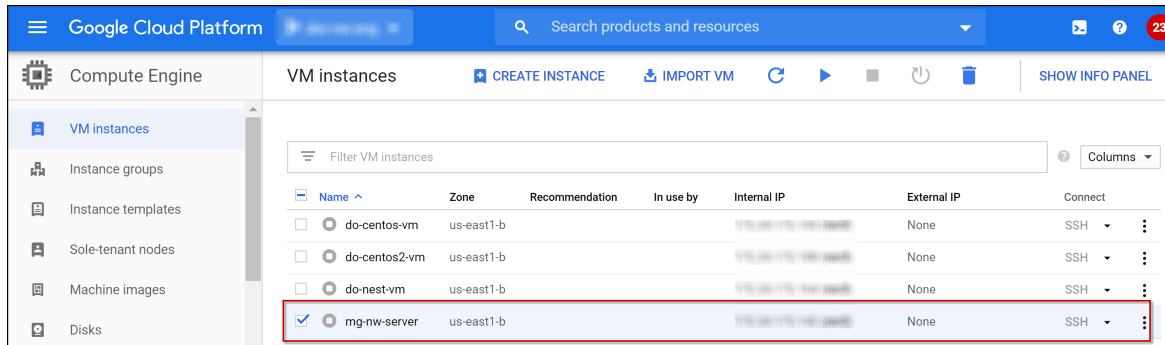 Google Cloud Platform
Search products and resources
23
Compute Engine
VM instances
CREATE INSTANCE
IMPORT VM
SHOW INFO PANEL
VM instances
Instance groups
Instance templates
Sole-tenant nodes
Machine images
Disks
Filter VM instances
Columns
Name Zone Recommendation In use by Internal IP External IP Connect
do-centos-vm us-east1-b None SSH
do-centos2-vm us-east1-b None SSH
do-nest-vm us-east1-b None SSH
mg-nw-server us-east1-b None SSH